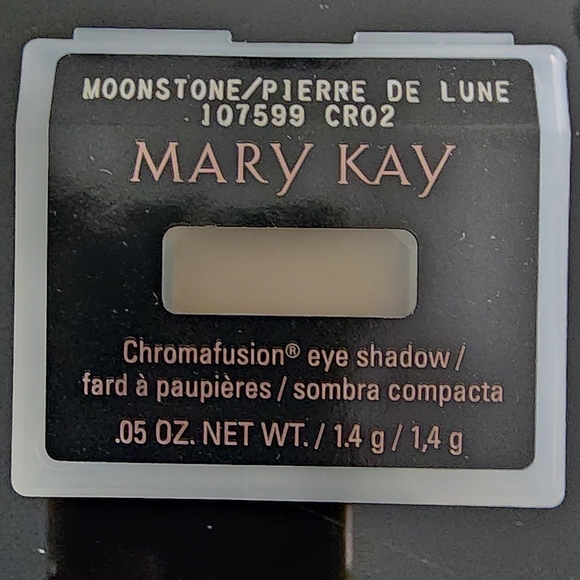 MOONSTONE/PIERRE DE LUNE
107599 CR02
MARY KAY
Chromafusion® eye shadow /
fard à paupières / sombra compacta
.05 OZ. NET WT. / 1.4 g / 1,4 g